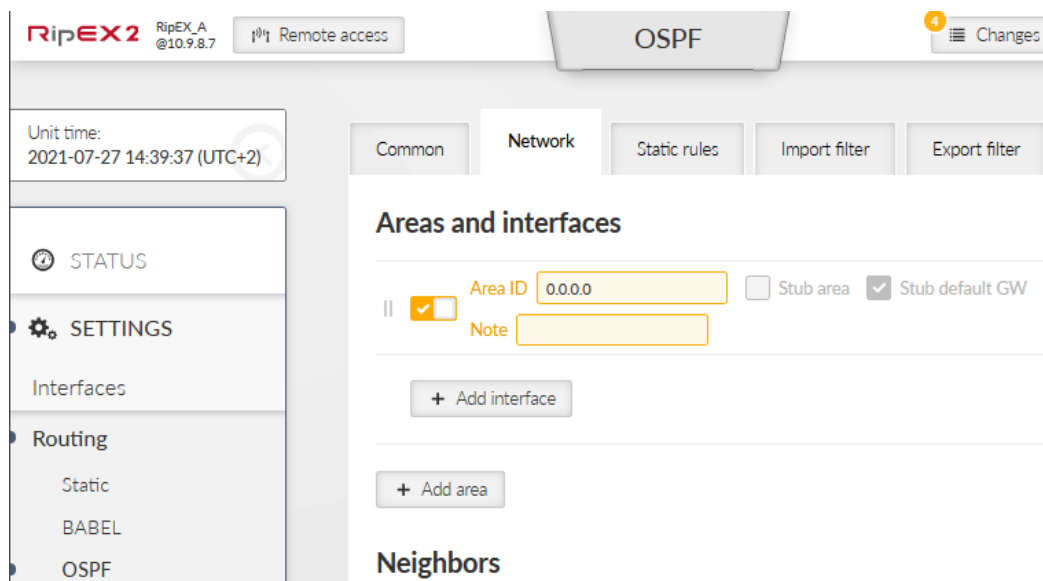 RipEX2 RipEX_A
@10.9.8.7
Remote access
OSPF
4
Changes
Unit time:
2021-07-27 14:39:37 (UTC+2)
Common
Network
Static rules
Import filter
Export filter
Areas and interfaces
STATUS
SETTINGS
Interfaces
Routing
Static
BABEL
OSPF
Area ID 0.0.0.0 Stub area Stub default GW
Note
+ Add interface
+ Add area
Neighbors